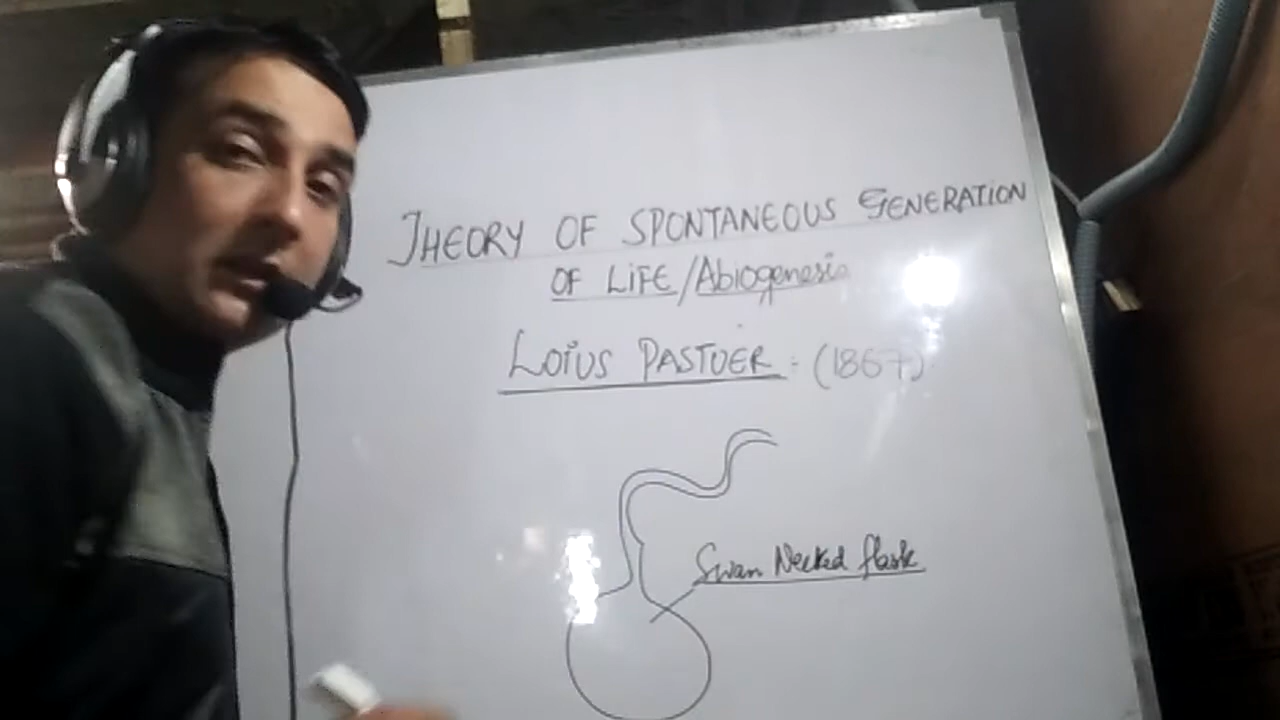 THEORY OF SPONTANEOUS GENERATION
OF LIFE/Abiogenesis
LOIUS PASTUER :- (1867)
Swan Necked flask